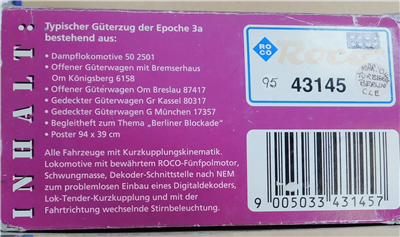 INHALT:
Typischer Güterzug der Epoche 3a
bestehend aus:
• Dampflokomotive 50 2501
• Offener Güterwagen mit Bremserhaus
Om Königsberg 6158
• Offener Güterwagen Om Breslau 87417
• Gedeckter Güterwagen Gr Kassel 80317
• Gedeckter Güterwagen G München 17357
• Begleitheft zum Thema „Berliner Blockade"
• Poster 94 x 39 cm
Alle Fahrzeuge mit Kurzkupplungskinematik.
Lokomotive mit bewährtem ROCO-Fünfpolmotor,
Schwungmasse, Dekoder-Schnittstelle nach NEM
zum problemlosen Einbau eines Digitaldekoders,
Lok-Tender-Kurzkupplung und mit der
Fahrtrichtung wechselnde Stirnbeleuchtung.
ROCO
Roco
95
43145
BERLIN
9 005033 431457